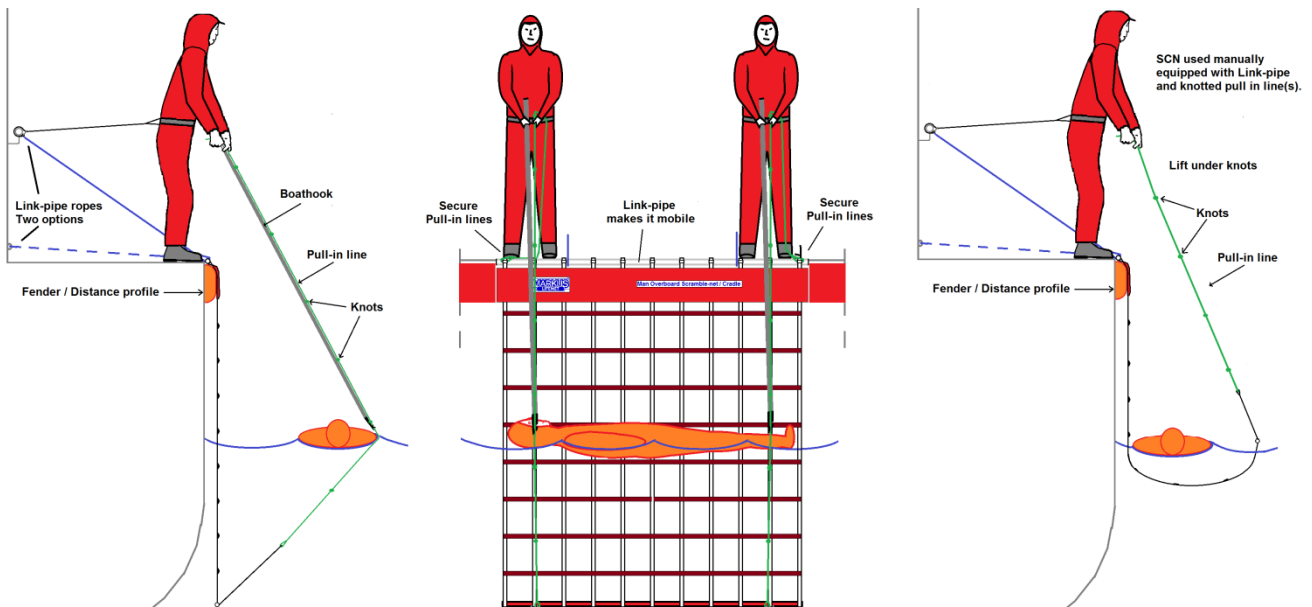 Link-pipe ropes
Two options
Boathook
Pull-in line
Fender / Distance profile
Knots
Secure
Pull-in lines
Link-pipe
makes it mobile
Secure
Pull-in lines
MARKUS
LIFENET
Man Overboard Scramble-net / Cradle
SCN used manually
equipped with Link-pipe
and knotted pull in line(s).
Lift under knots
Knots
Pull-in line
Fender / Distance profile